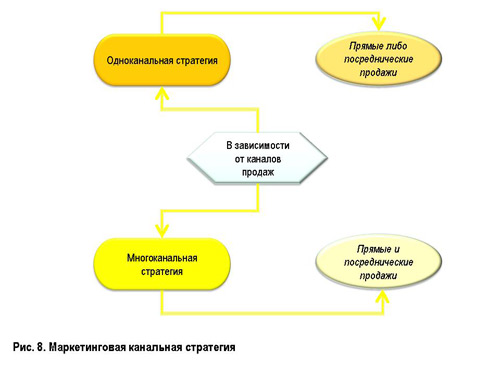 Одноканальная стратегия
Прямые либо
посреднические
продажи
В зависимости
от каналов
продаж
Многоканальная
стратегия
Прямые и
посреднические
продажи
Рис. 8. Маркетинговая канальная стратегия